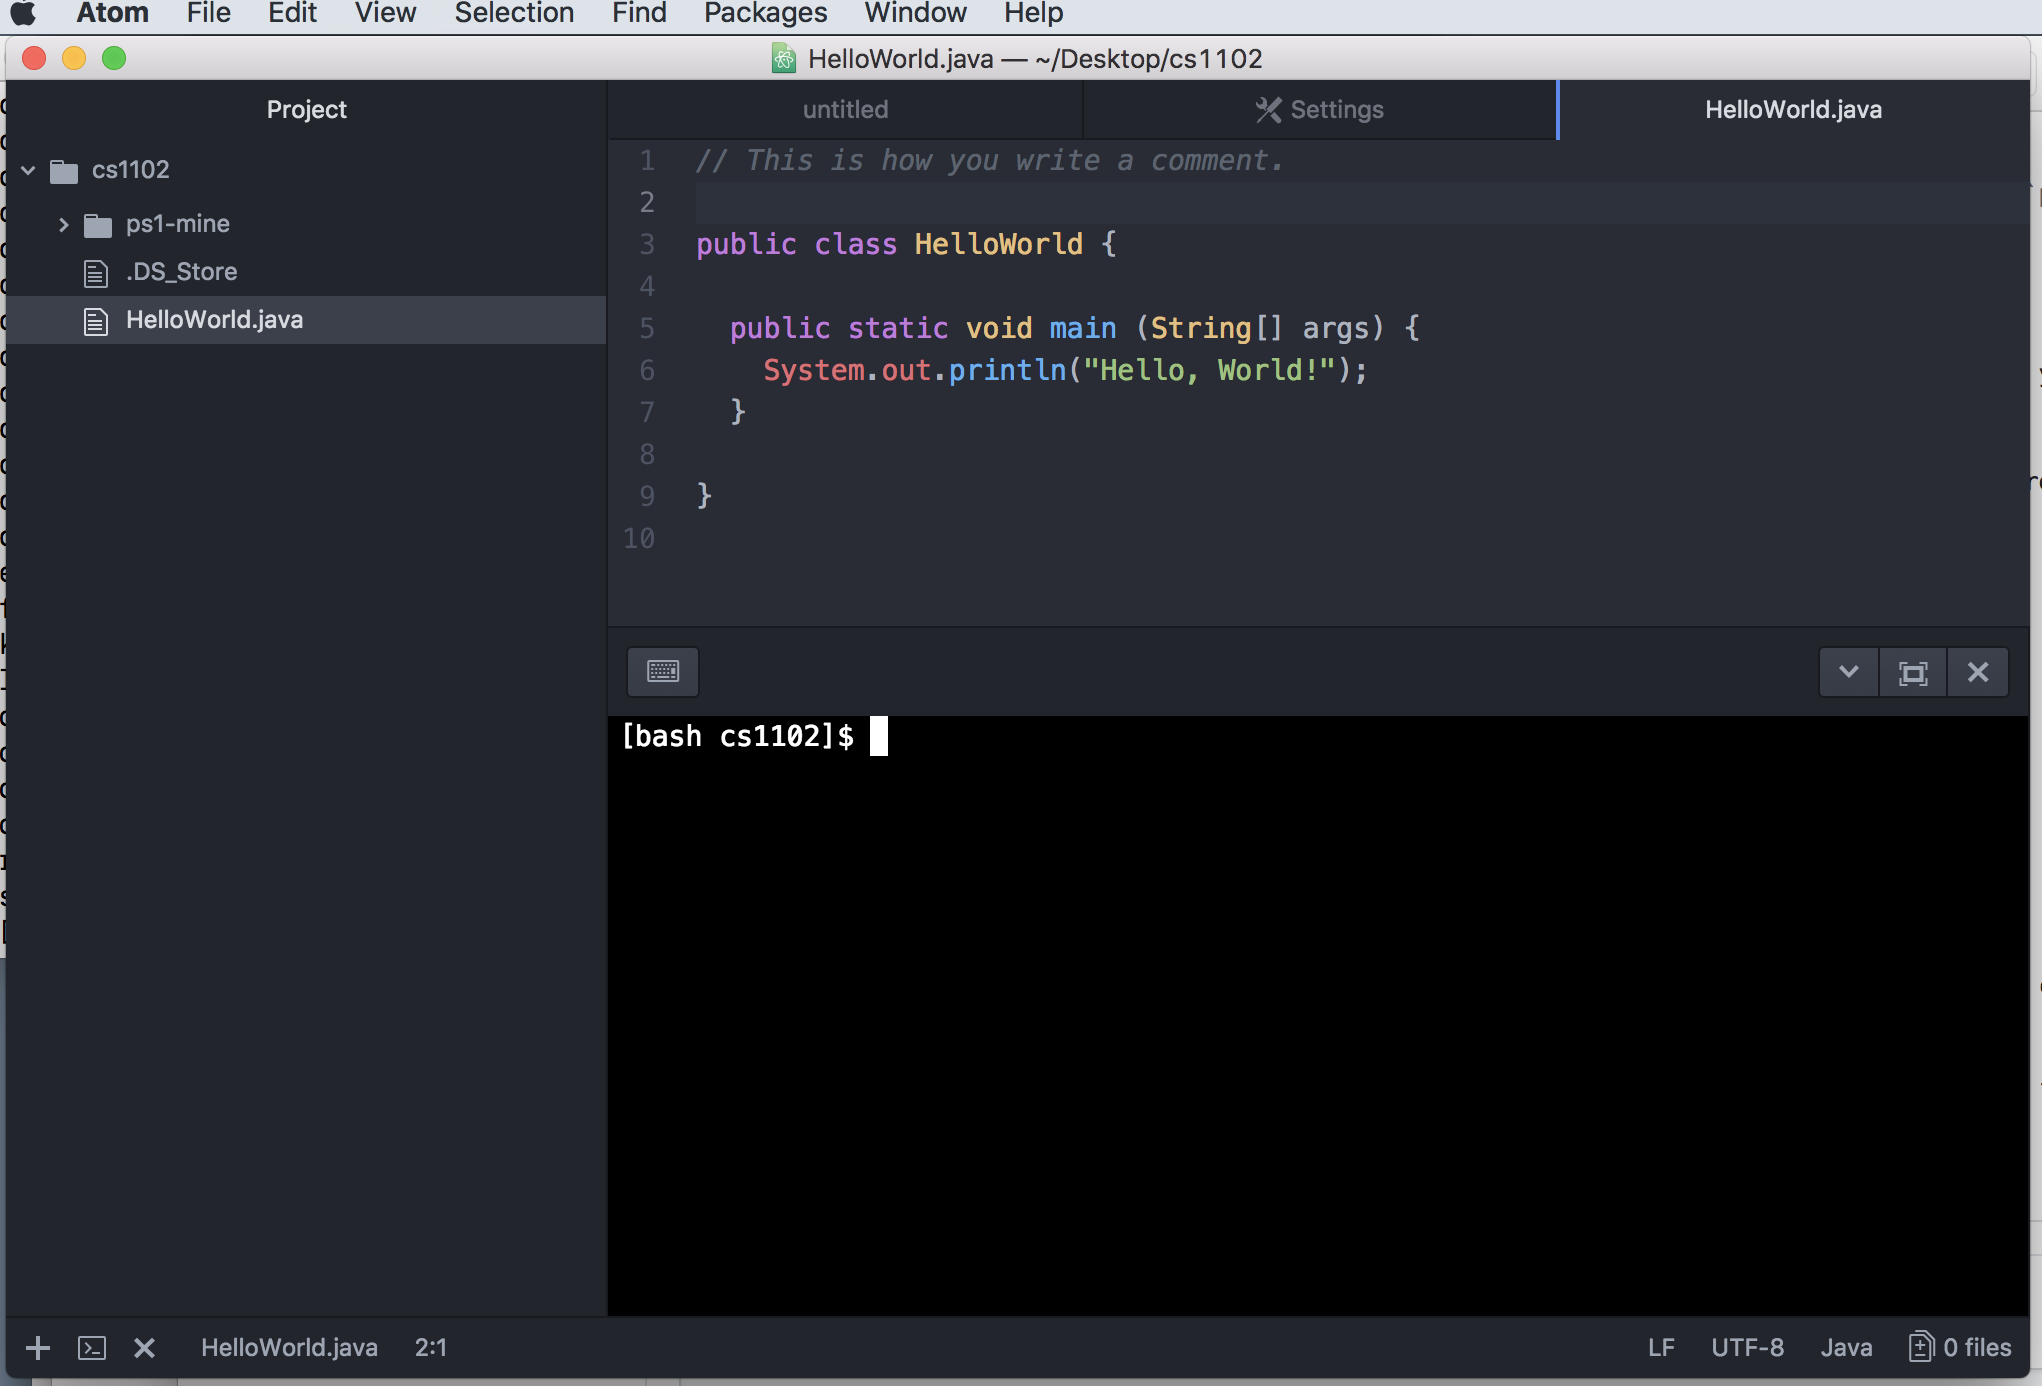 Atom File Edit View Selection Find Packages Window Help
HelloWorld.java — ~/Desktop/cs1102
Project
untitled
Settings
HelloWorld.java
cs1102
ps1-mine
.DS_Store
HelloWorld.java
1 // This is how you write a comment.
2
3 public class HelloWorld {
4
5 public static void main (String[] args) {
6 System.out.println("Hello, World!");
7 }
8
9 }
10
[bash cs1102]$
HelloWorld.java 2:1
LF UTF-8 Java 0 files